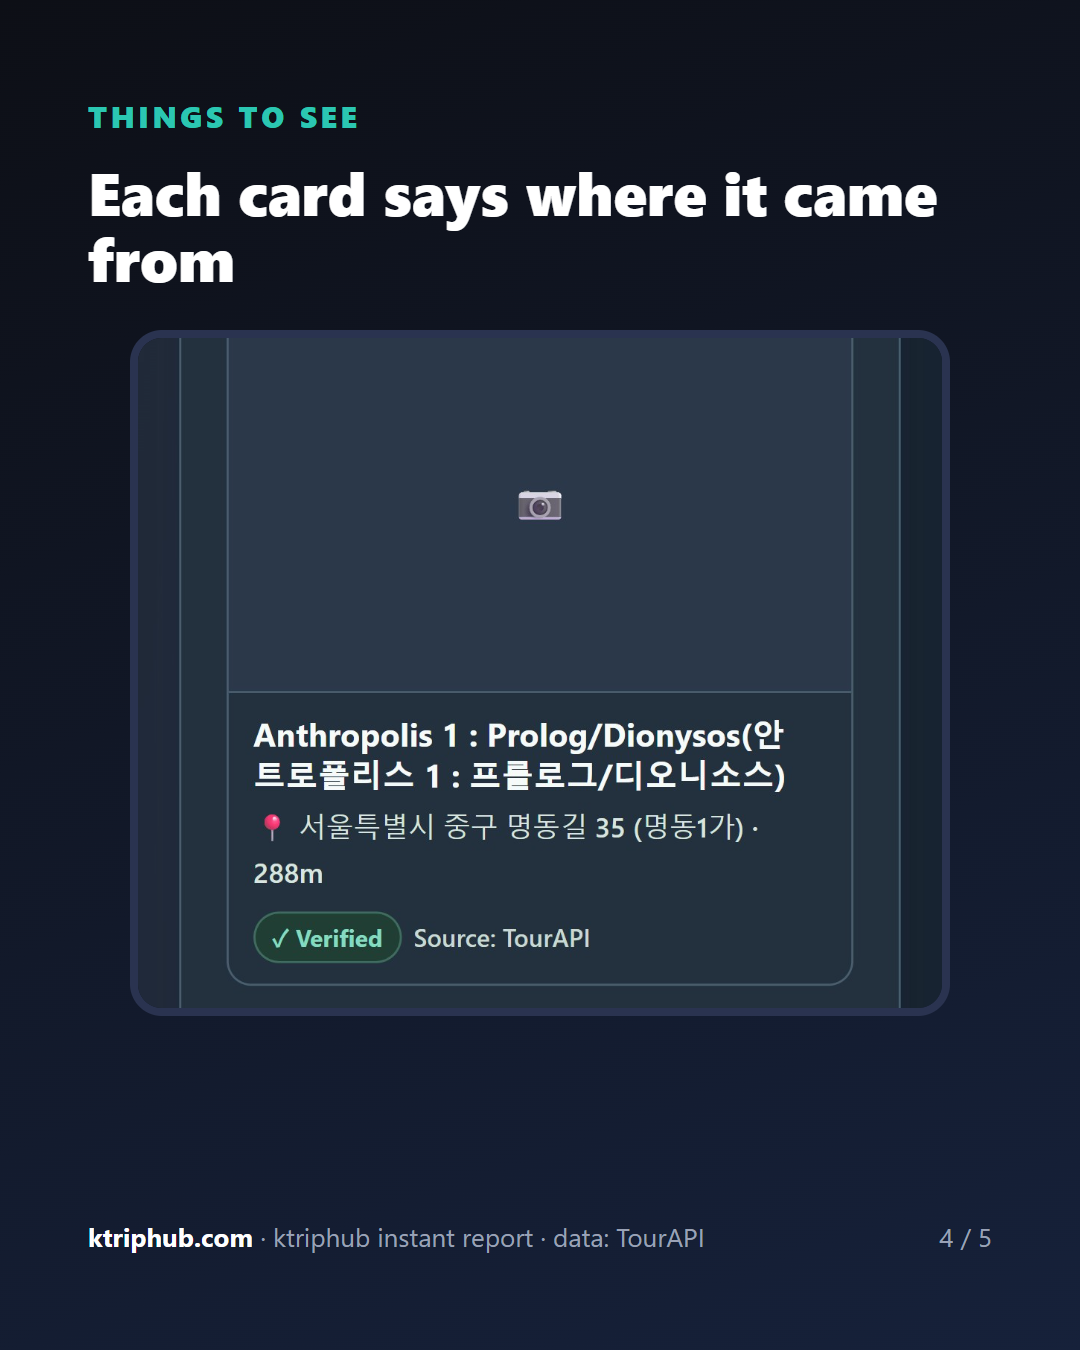 THINGS TO SEE
Each card says where it came
from
Anthropolis 1 : Prolog/Dionysos(안
트로폴리스 1 : 프롤로그/디오니소스)
서울특별시 중구 명동길 35 (명동1가) ·
288m
✓ Verified Source: TourAPI
ktriphub.com · ktriphub instant report · data: TourAPI 4 / 5